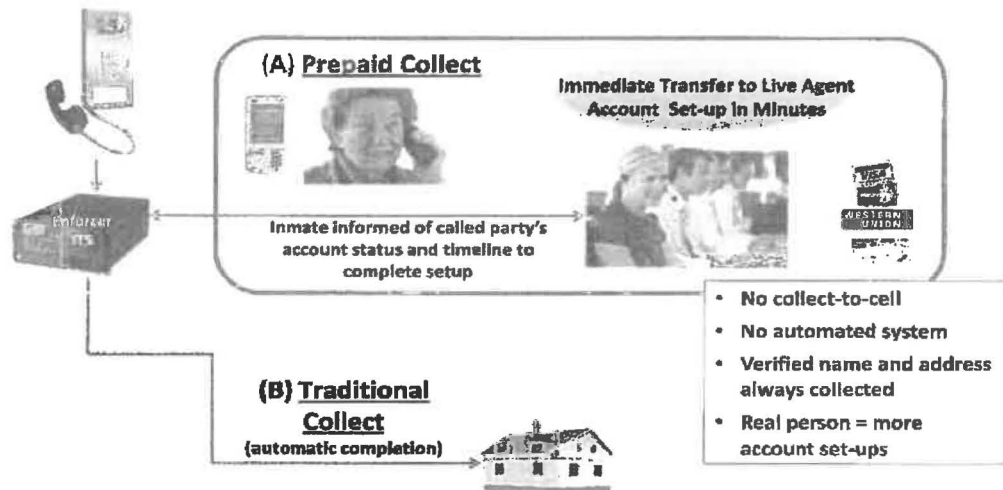 (A) Prepaid Collect
Immediate Transfer to Live Agent
Account Set-up in Minutes
Enforcer
ITS
VISA
WESTERN
UNION
Inmate informed of called party's
account status and timeline to
complete setup
• No collect-to-cell
• No automated system
• Verified name and address
always collected
• Real person = more
account set-ups
(B) Traditional
Collect
(automatic completion)